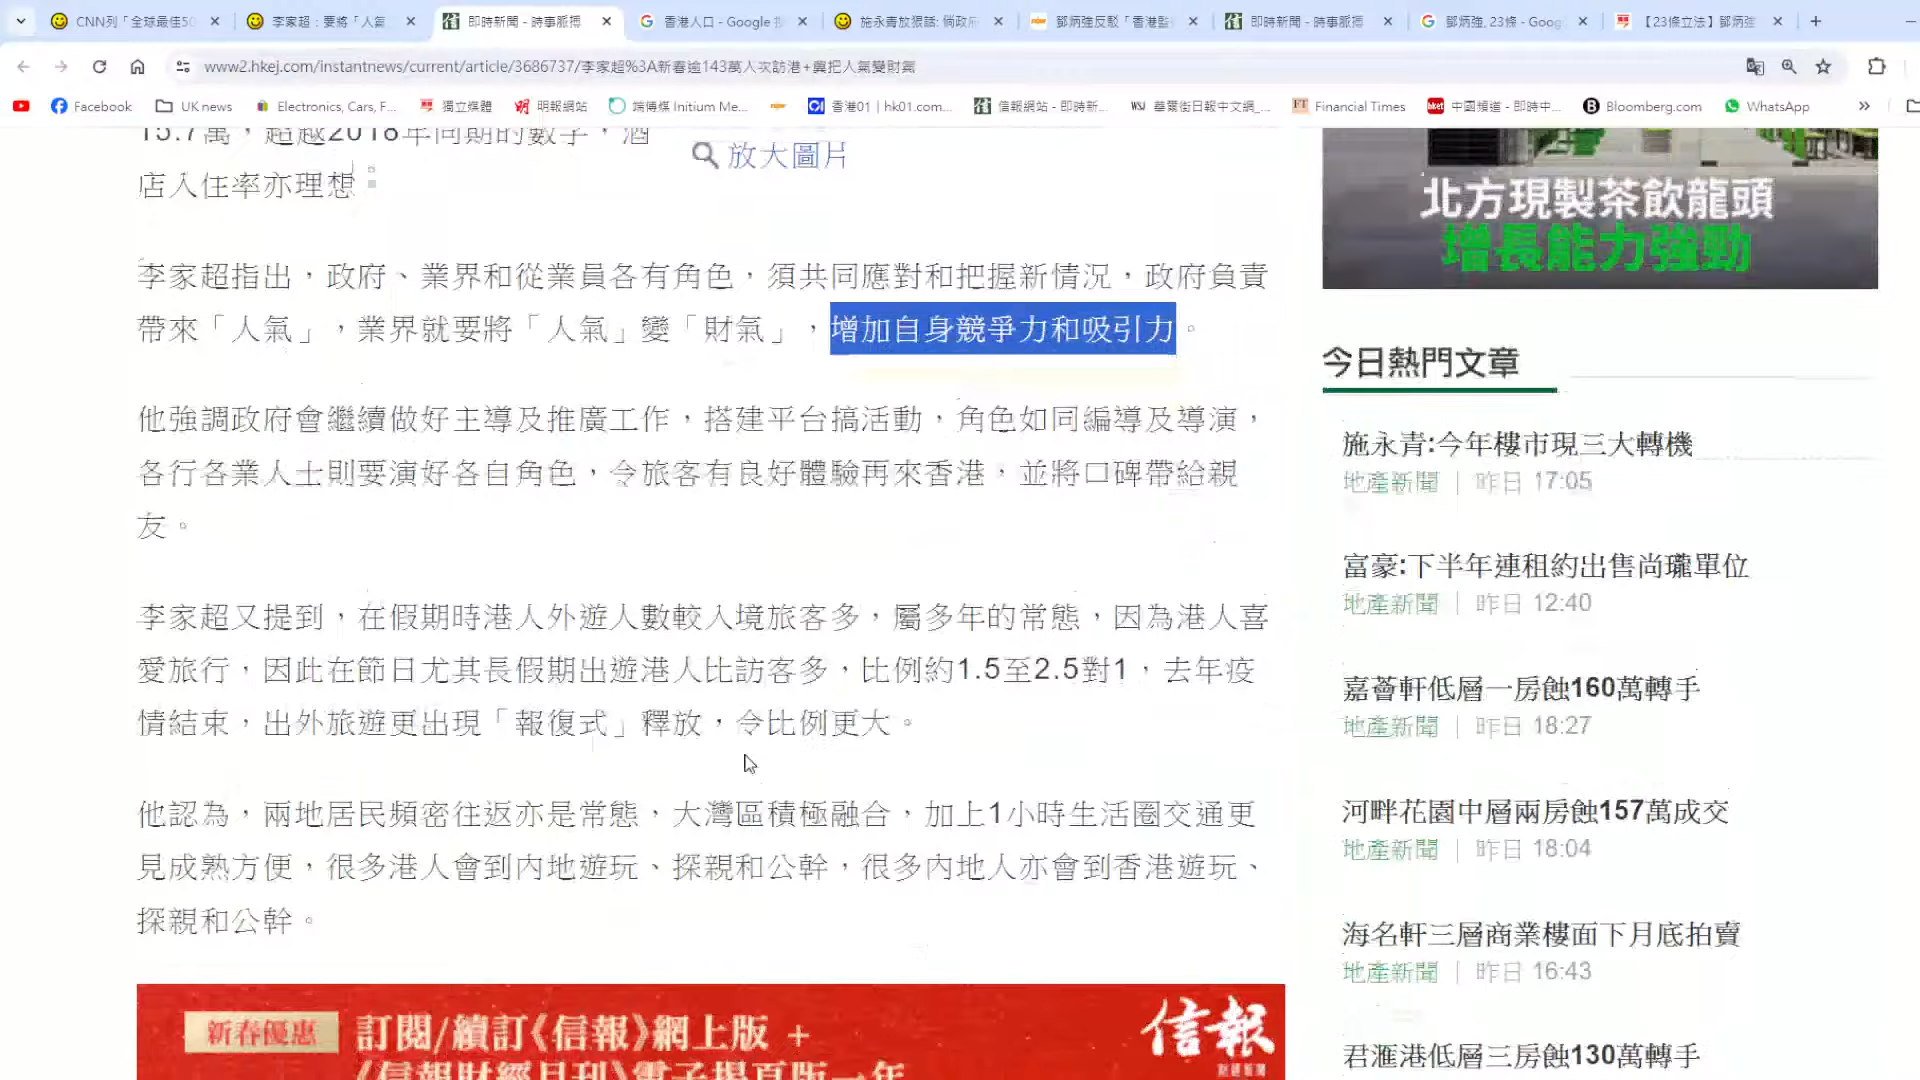 CNN列「全球最佳50
李家超：要將「人氣
即時新聞 - 時事脈搏
香港人口 - Google 搜
施永青放狠話: 倘政府
鄧炳強反駁「香港監
即時新聞 - 時事脈搏
鄧炳強, 23條 - Goog
【23條立法】鄧炳強
www2.hkej.com/instantnews/current/article/3686737/李家超%3A新春逾143萬人次訪港+冀把人氣變財氣
Facebook
UK news
Electronics, Cars, F...
獨立媒體
明報網站
端傳媒 Initium Me...
香港01 | hk01.com...
信報網站 - 即時新...
華爾街日報中文網_...
Financial Times
中國頻道 - 即時中...
Bloomberg.com
WhatsApp
15.7萬，超越2018年同期的數字，酒
店入住率亦理想。
放大圖片
李家超指出，政府、業界和從業員各有角色，須共同應對和把握新情況，政府負責
帶來「人氣」，業界就要將「人氣」變「財氣」，增加自身競爭力和吸引力。
他強調政府會繼續做好主導及推廣工作，搭建平台搞活動，角色如同編導及導演，
各行各業人士則要演好各自角色，令旅客有良好體驗再來香港，並將口碑帶給親
友。
李家超又提到，在假期時港人外遊人數較入境旅客多，屬多年的常態，因為港人喜
愛旅行，因此在節日尤其長假期出遊港人比訪客多，比例約1.5至2.5對1，去年疫
情結束，出外旅遊更出現「報復式」釋放，令比例更大。
他認為，兩地居民頻密往返亦是常態，大灣區積極融合，加上1小時生活圈交通更
見成熟方便，很多港人會到內地遊玩、探親和公幹，很多內地人亦會到香港遊玩、
探親和公幹。
新春優惠
訂閱/續訂《信報》網上版 +
《信報財經月刊》電子揭頁版一年
信報
北方現製茶飲龍頭
增長能力強勁
今日熱門文章
施永青:今年樓市現三大轉機
地產新聞 | 昨日 17:05
富豪:下半年連租約出售尚瓏單位
地產新聞 | 昨日 12:40
嘉薈軒低層一房蝕160萬轉手
地產新聞 | 昨日 18:27
河畔花園中層兩房蝕157萬成交
地產新聞 | 昨日 18:04
海名軒三層商業樓面下月底拍賣
地產新聞 | 昨日 16:43
君滙港低層三房蝕130萬轉手